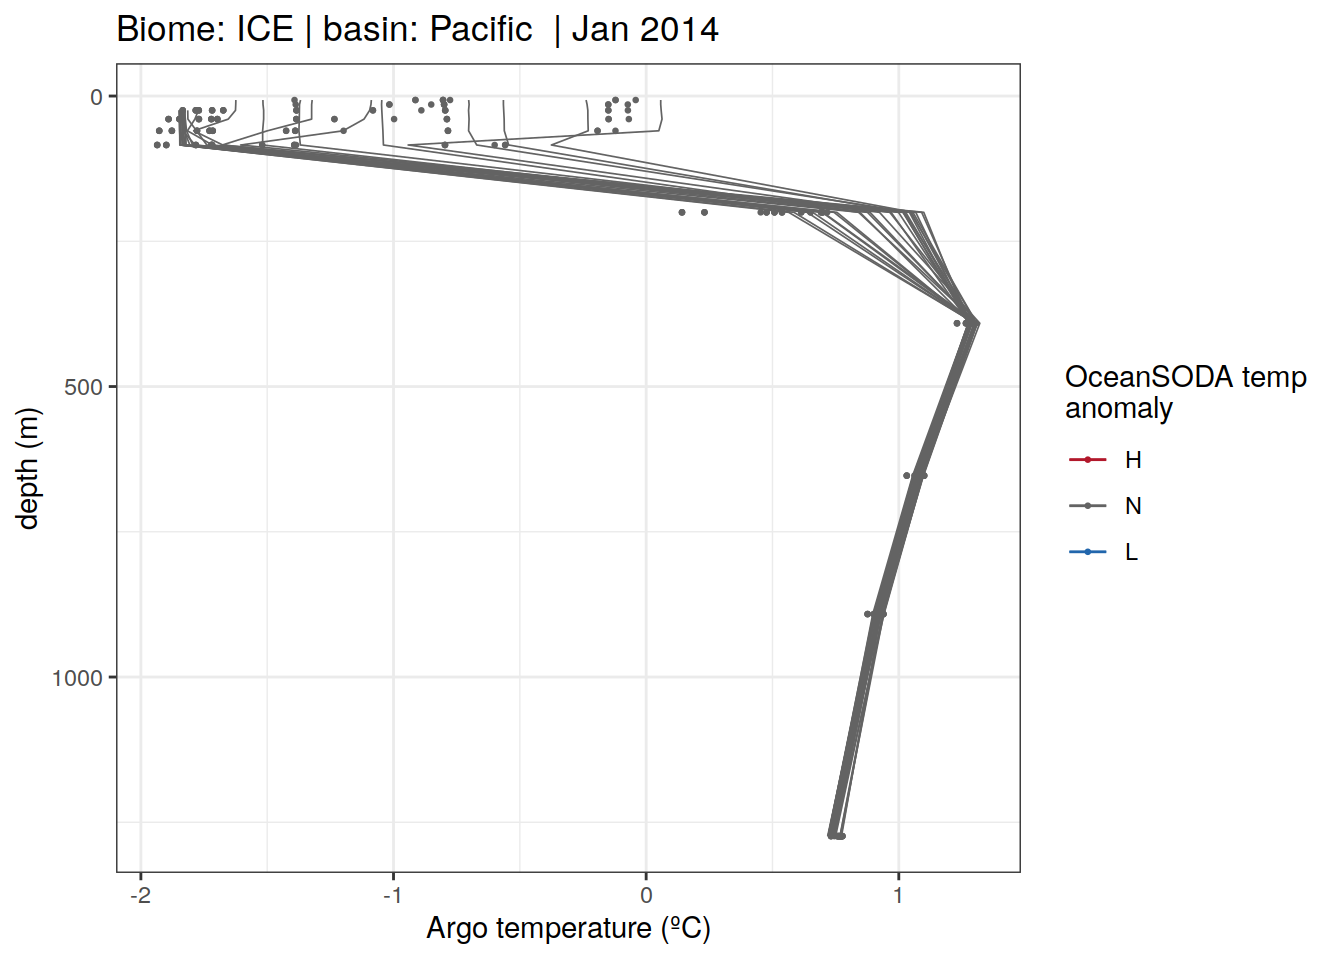 Biome: ICE | basin: Pacific  | Jan 2014
0
500
1000
depth (m)
-2
-1
0
1
Argo temperature (ºC)
OceanSODA temp
anomaly
H
N
L